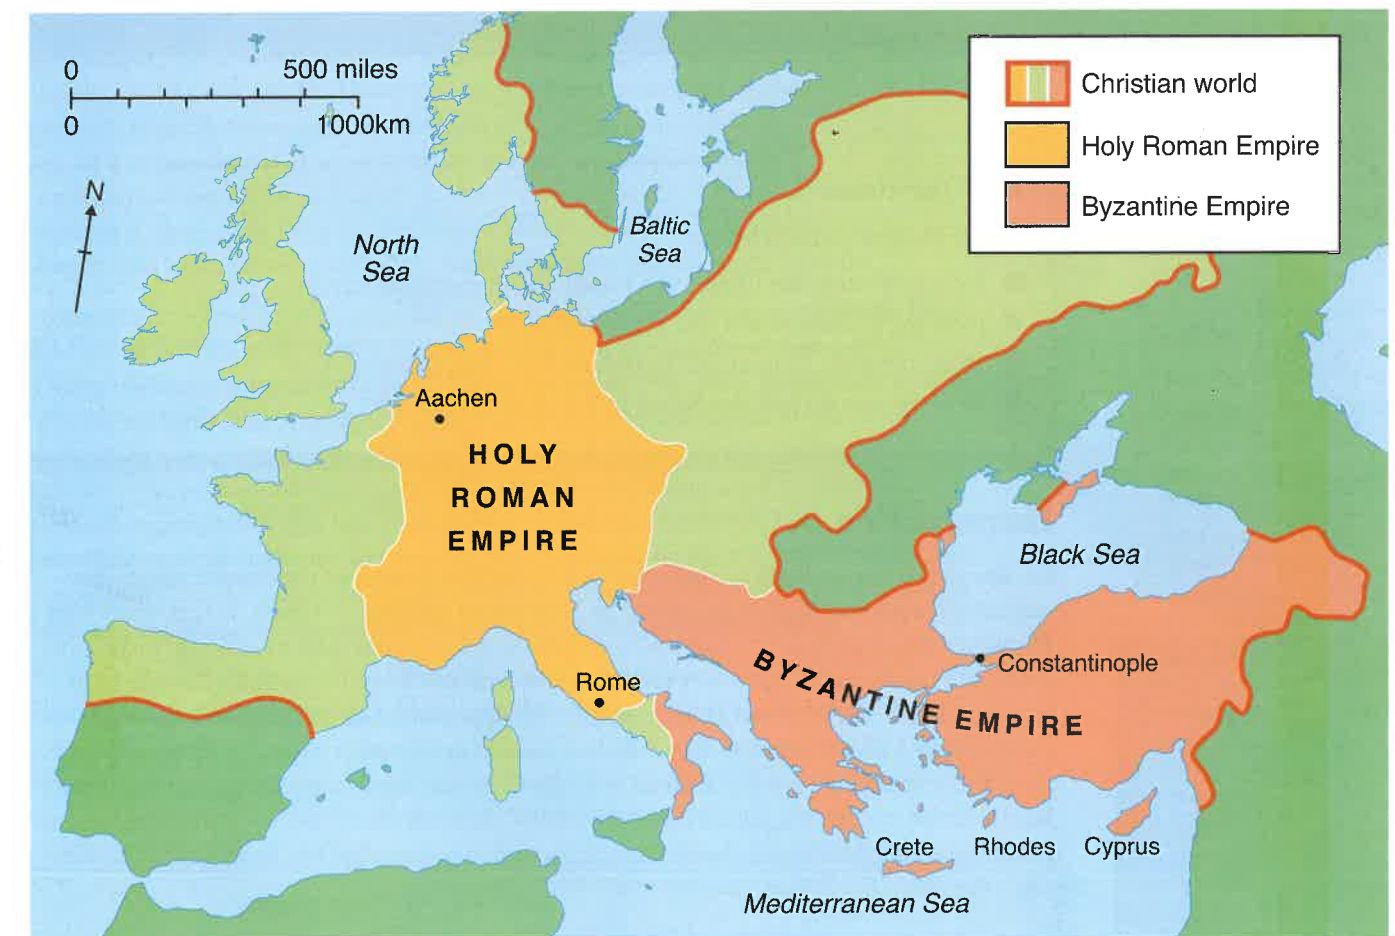 0 500 miles
0 1000km
N
Christian world
Holy Roman Empire
Byzantine Empire
North
Sea
Baltic
Sea
Aachen
HOLY
ROMAN
EMPIRE
Black Sea
Rome
Constantinople
BYZANTINE EMPIRE
Crete
Rhodes
Cyprus
Mediterranean Sea